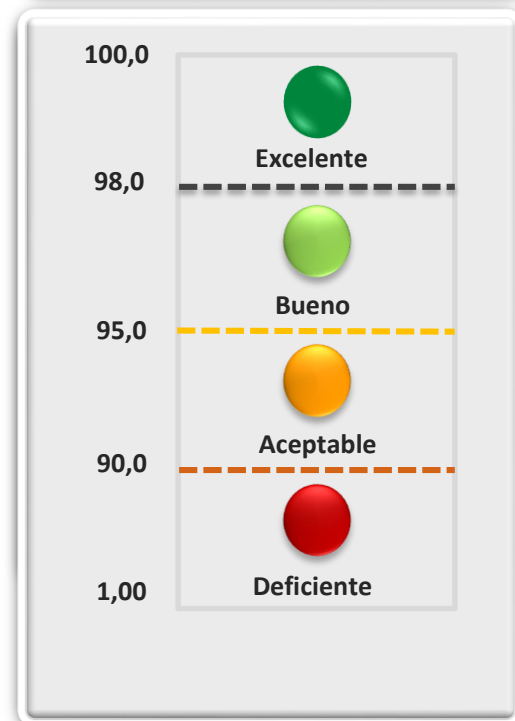 100,0
Excelente
98,0
Bueno
95,0
Aceptable
90,0
Deficiente
1,00